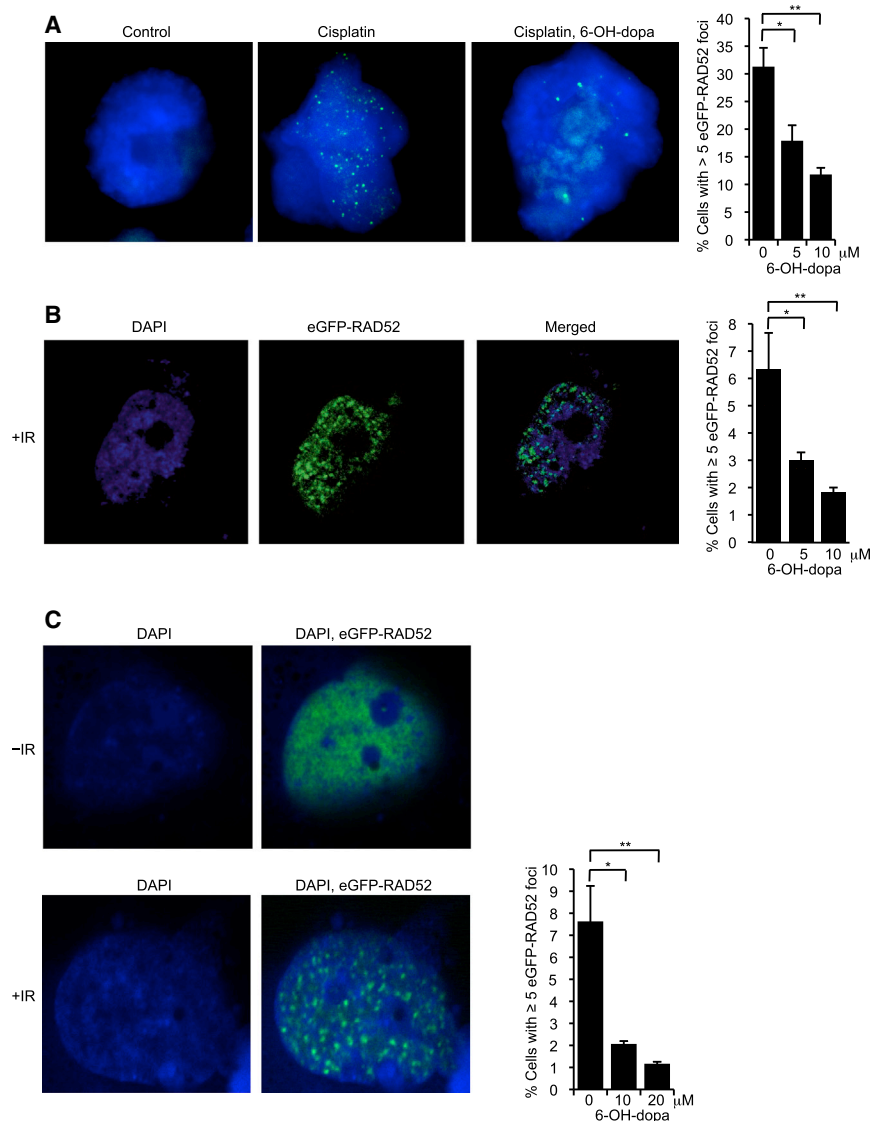 A
Control
Cisplatin
Cisplatin, 6-OH-dopa
% Cells with > 5 eGFP-RAD52 foci
40
35
30
25
20
15
10
5
0
**
*
0 5 10 μM
6-OH-dopa
B
DAPI
eGFP-RAD52
Merged
+IR
% Cells with ≥ 5 eGFP-RAD52 foci
8
7
6
5
4
3
2
1
0
**
*
0 5 10 μM
6-OH-dopa
C
DAPI
DAPI, eGFP-RAD52
−IR
DAPI
DAPI, eGFP-RAD52
+IR
% Cells with ≥ 5 eGFP-RAD52 foci
10
9
8
7
6
5
4
3
2
1
0
**
*
0 10 20 μM
6-OH-dopa